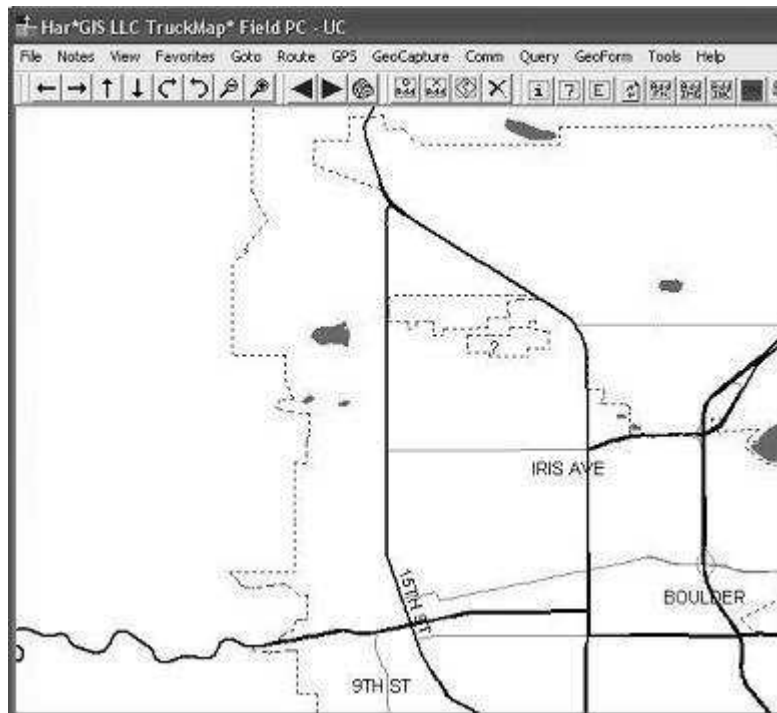 Har*GIS LLC TruckMap* Field PC - UC
File Notes View Favorites Goto Route GPS GeoCapture Comm Query GeoForm Tools Help
i ? E
?
IRIS AVE
15TH ST
BOULDER
9TH ST